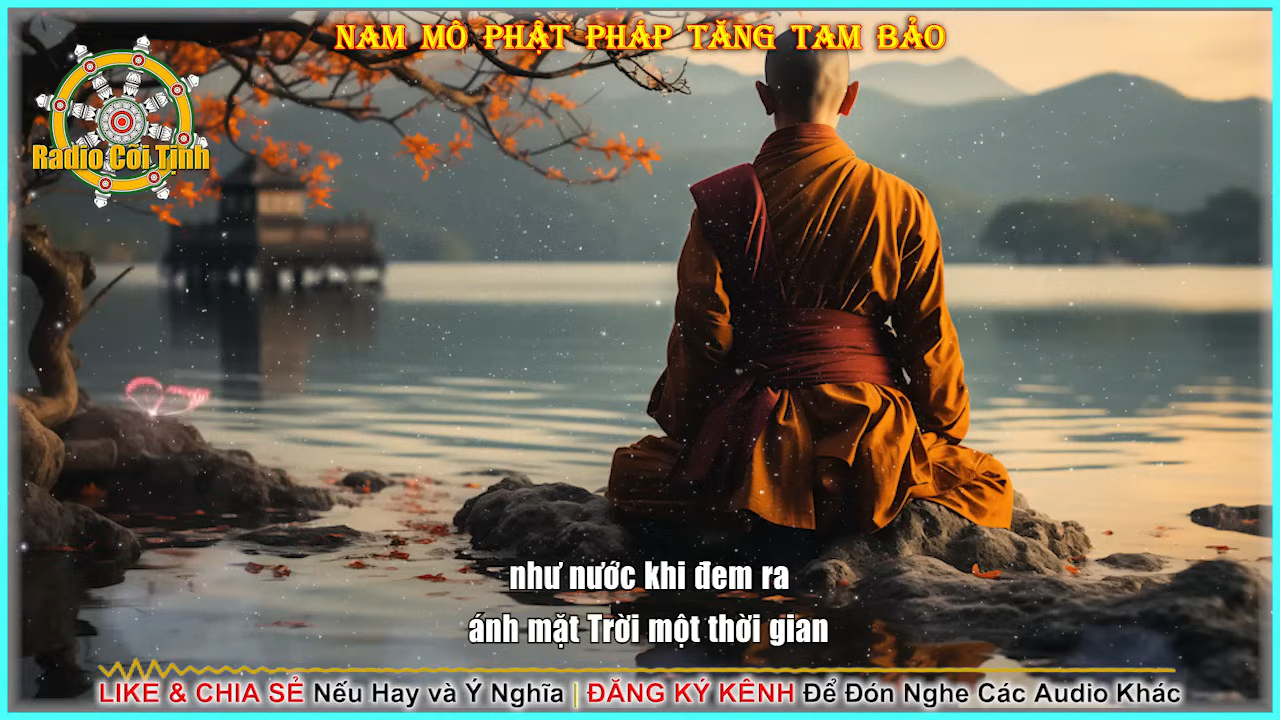 NAM MÔ PHẬT PHÁP TĂNG TAM BẢO
Radio Cõi Tịnh
như nước khi đem ra
ánh mặt Trời một thời gian
LIKE & CHIA SẺ Nếu Hay và Ý Nghĩa | ĐĂNG KÝ KÊNH Để Đón Nghe Các Audio Khác